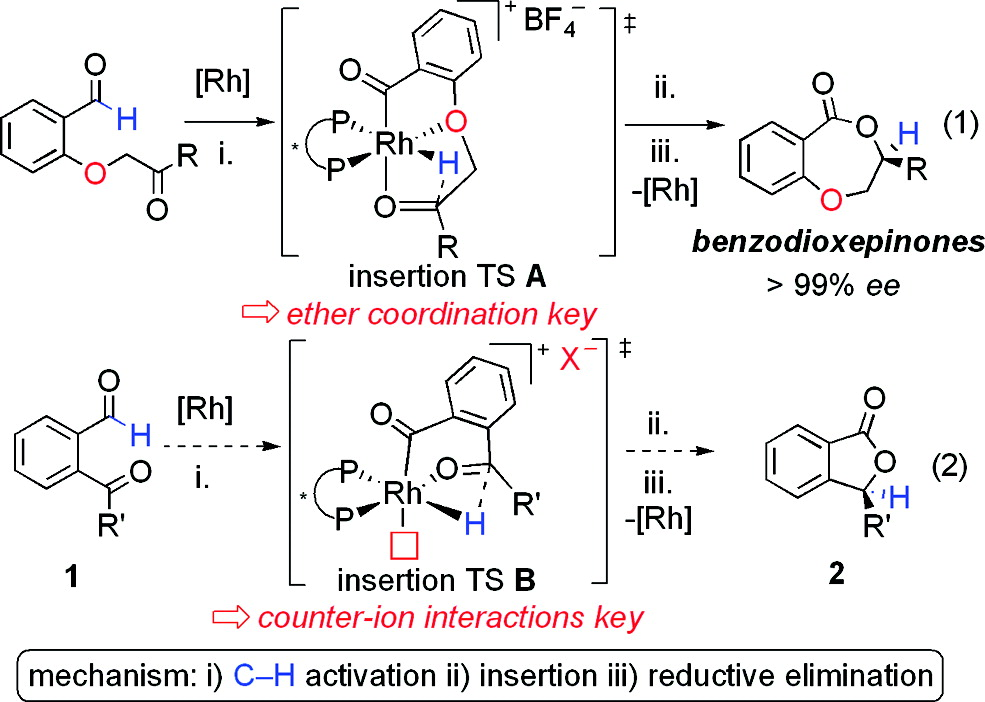 O
H
O
O
R
[Rh]
i.
+
BF4−
‡
O
P
P
*
Rh
O
H
O
R
insertion TS A
⇨ ether coordination key
ii.
iii.
-[Rh]
O
O
H
R
O
(1)
benzodioxepinones
> 99% ee
O
H
O
R'
1
[Rh]
i.
+
X−
‡
O
P
P
*
Rh
O
H
R'
insertion TS B
⇨ counter-ion interactions key
ii.
iii.
-[Rh]
O
O
H
R'
(2)
2
mechanism: i) C–H activation ii) insertion iii) reductive elimination